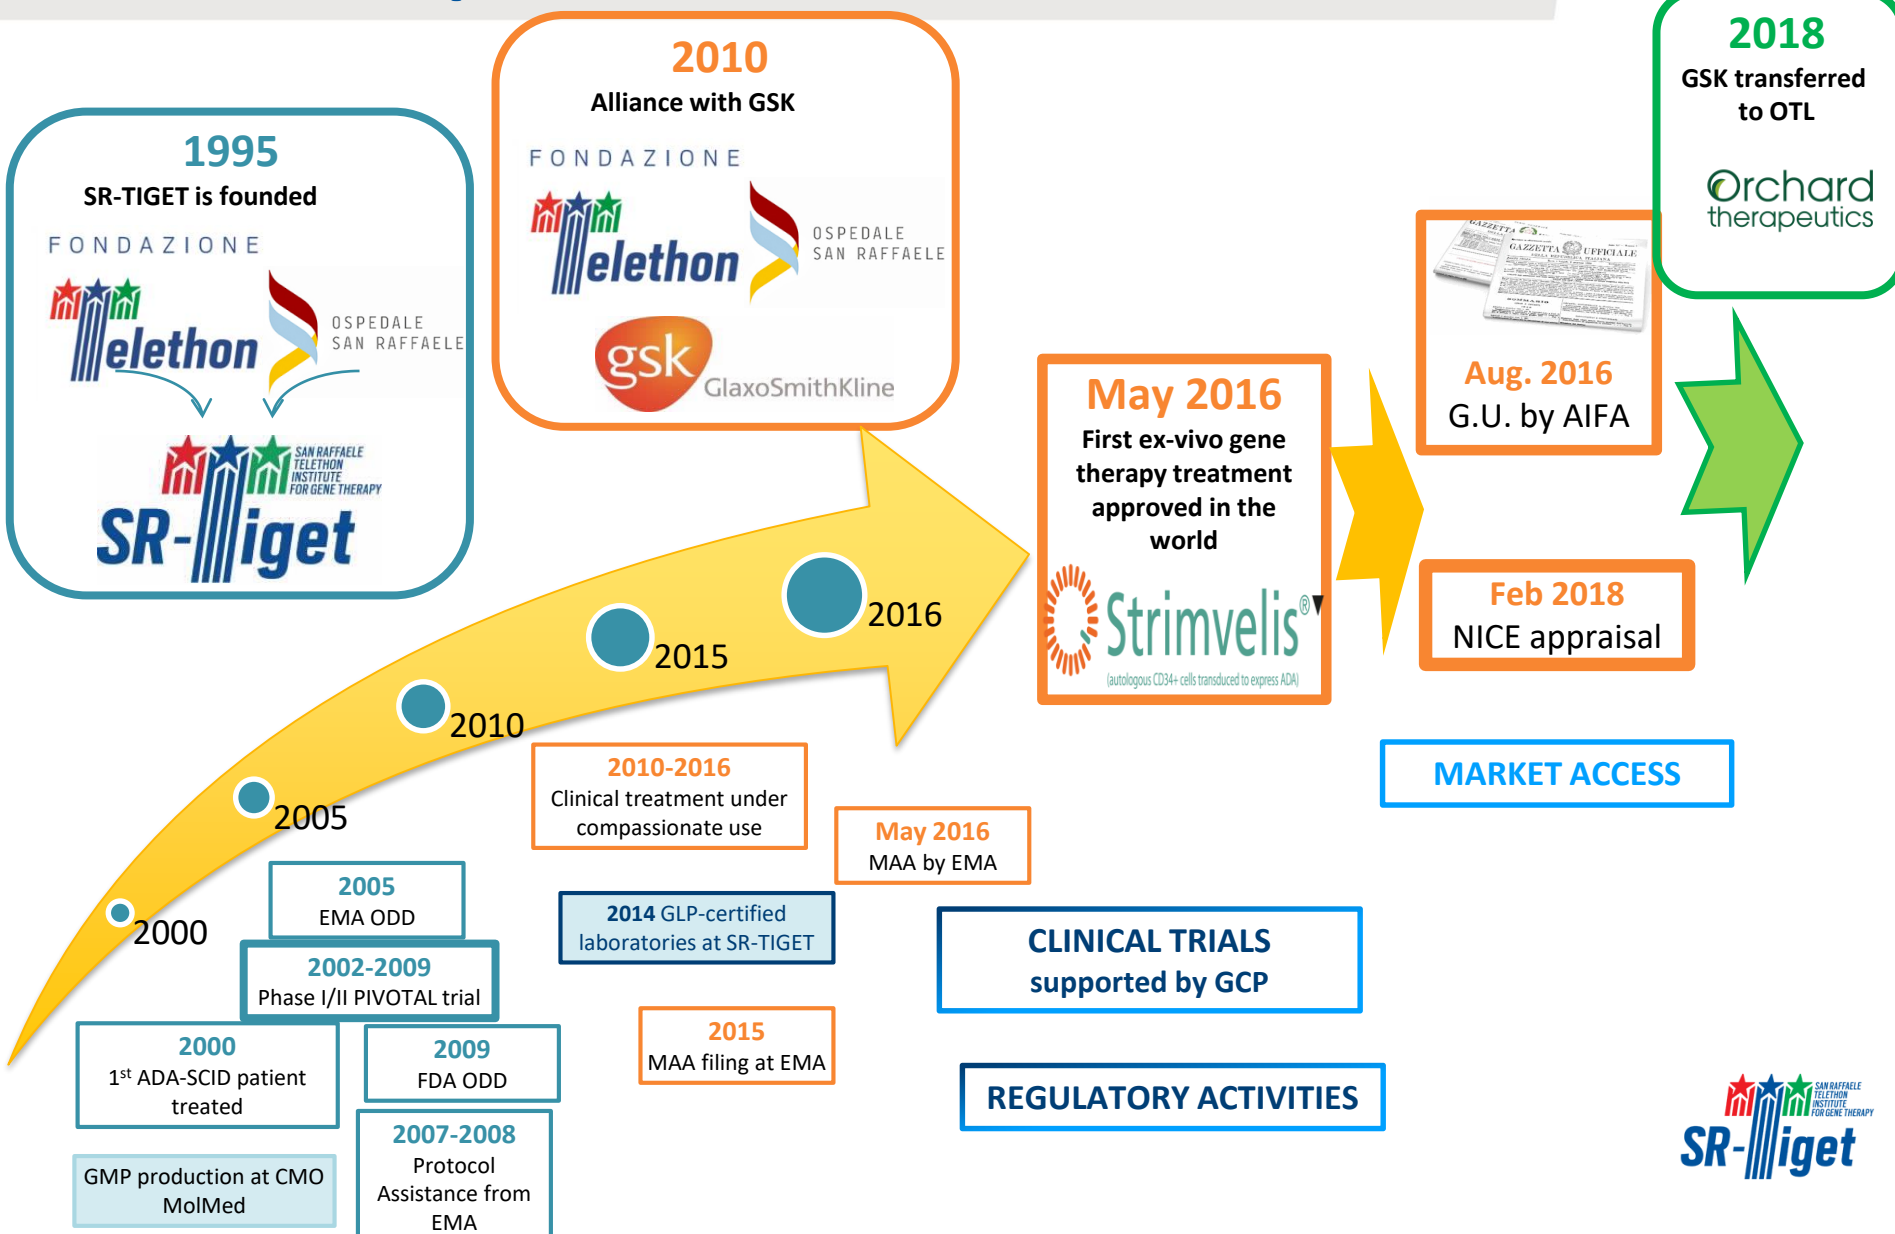 1995
SR-TIGET is founded
FONDAZIONE
Telethon
OSPEDALE
SAN RAFFAELE
SAN RAFFAELE
TELETHON
INSTITUTE
FOR GENE THERAPY
SR-Tiget
2010
Alliance with GSK
FONDAZIONE
Telethon
OSPEDALE
SAN RAFFAELE
gsk
GlaxoSmithKline
May 2016
First ex-vivo gene
therapy treatment
approved in the
world
Strimvelis®▼
(autologous CD34+ cells transduced to express ADA)
GAZZETTA
GAZZETTA UFFICIALE
DELLA REPUBBLICA ITALIANA
SOMMARIO
Aug. 2016
G.U. by AIFA
Feb 2018
NICE appraisal
2018
GSK transferred
to OTL
Orchard
therapeutics
MARKET ACCESS
2000
2005
2010
2015
2016
2010-2016
Clinical treatment under
compassionate use
May 2016
MAA by EMA
2005
EMA ODD
2014 GLP-certified
laboratories at SR-TIGET
2002-2009
Phase I/II PIVOTAL trial
2000
1st ADA-SCID patient
treated
2009
FDA ODD
2015
MAA filing at EMA
CLINICAL TRIALS
supported by GCP
REGULATORY ACTIVITIES
2007-2008
Protocol
Assistance from
EMA
GMP production at CMO
MolMed
SAN RAFFAELE
TELETHON
INSTITUTE
FOR GENE THERAPY
SR-Tiget